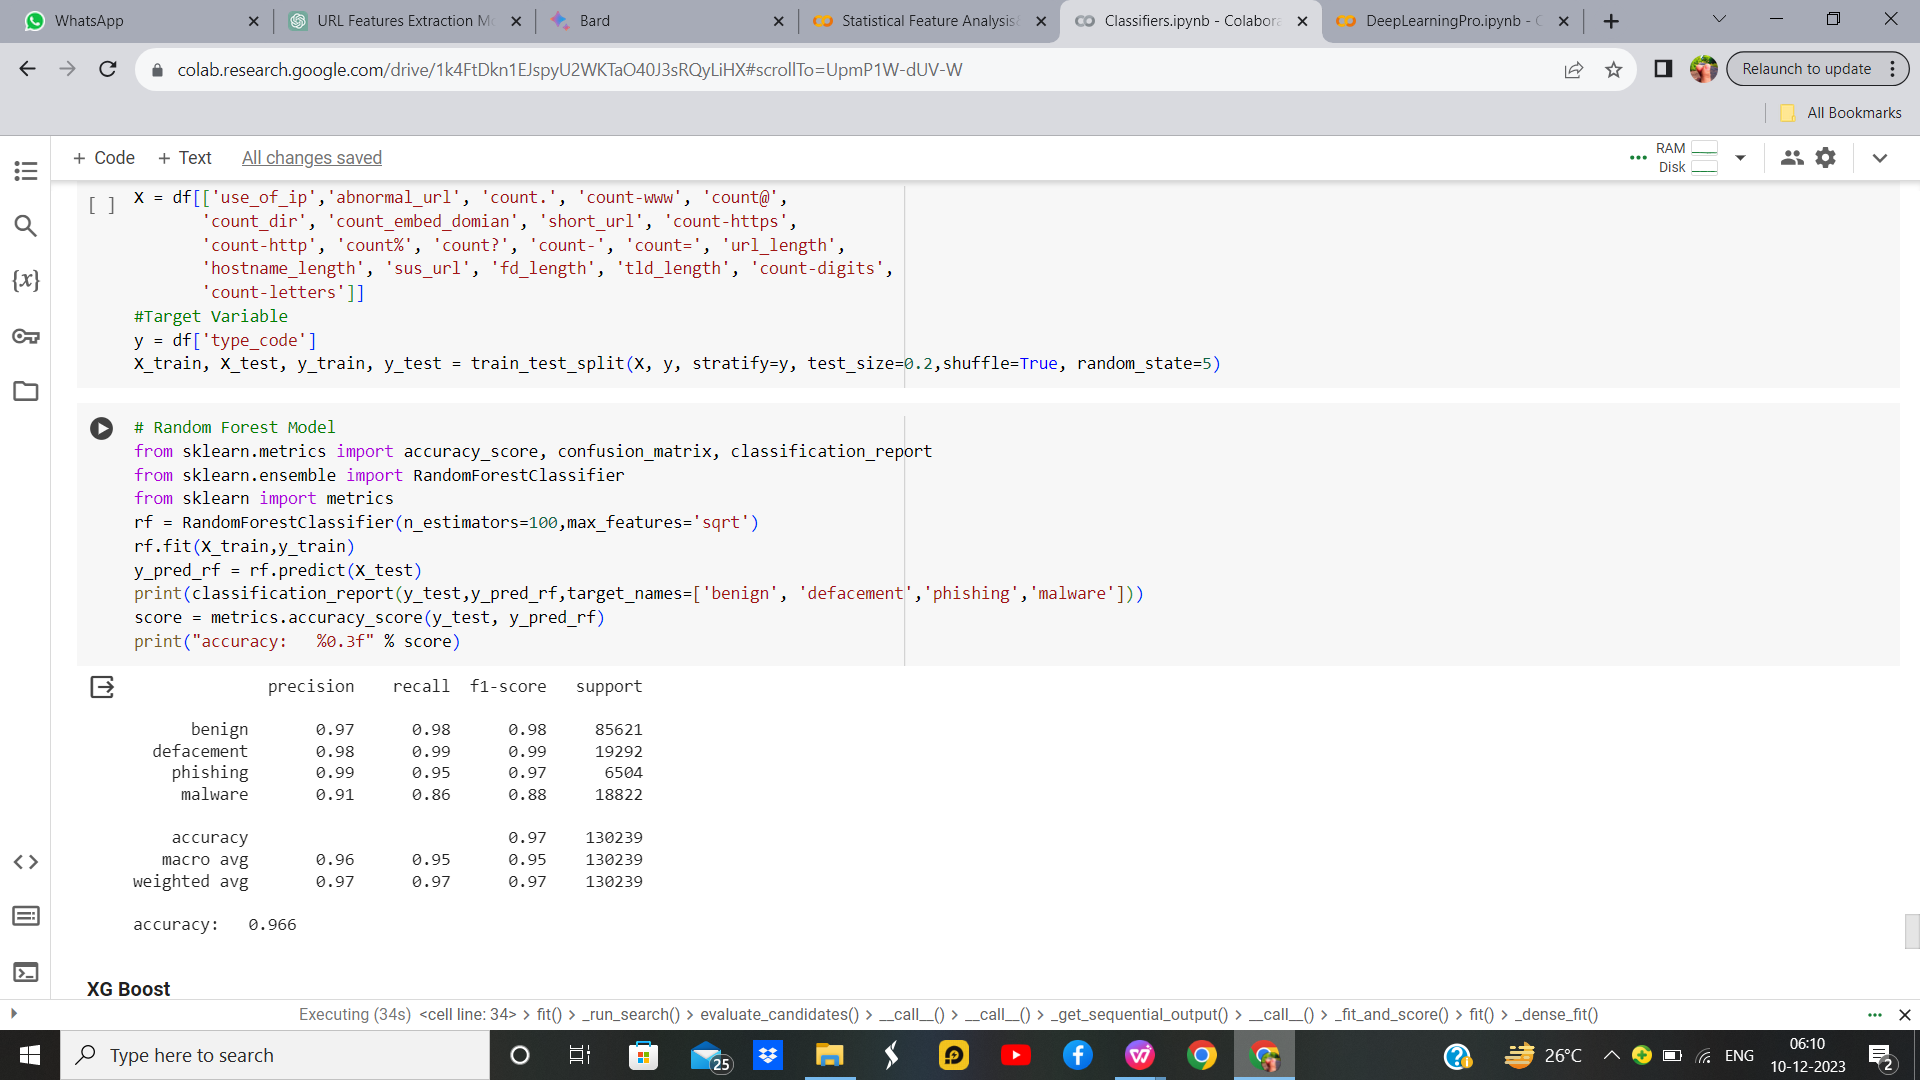 WhatsApp
URL Features Extraction Mo
Bard
Statistical Feature Analysis
Classifiers.ipynb - Colabora
DeepLearningPro.ipynb - C
colab.research.google.com/drive/1k4FtDkn1EJspyU2WKTaO40J3sRQyLiHX#scrollTo=UpmP1W-dUV-W
Relaunch to update
All Bookmarks
+ Code + Text All changes saved
RAM
Disk
[ ] X = df[['use_of_ip','abnormal_url', 'count.', 'count-www', 'count@',
'count_dir', 'count_embed_domian', 'short_url', 'count-https',
'count-http', 'count%', 'count?', 'count-', 'count=', 'url_length',
'hostname_length', 'sus_url', 'fd_length', 'tld_length', 'count-digits',
'count-letters']]
#Target Variable
y = df['type_code']
X_train, X_test, y_train, y_test = train_test_split(X, y, stratify=y, test_size=0.2,shuffle=True, random_state=5)
# Random Forest Model
from sklearn.metrics import accuracy_score, confusion_matrix, classification_report
from sklearn.ensemble import RandomForestClassifier
from sklearn import metrics
rf = RandomForestClassifier(n_estimators=100,max_features='sqrt')
rf.fit(X_train,y_train)
y_pred_rf = rf.predict(X_test)
print(classification_report(y_test,y_pred_rf,target_names=['benign', 'defacement','phishing','malware']))
score = metrics.accuracy_score(y_test, y_pred_rf)
print("accuracy:   %0.3f" % score)
precision recall f1-score support
benign 0.97 0.98 0.98 85621
defacement 0.98 0.99 0.99 19292
phishing 0.99 0.95 0.97 6504
malware 0.91 0.86 0.88 18822
accuracy 0.97 130239
macro avg 0.96 0.95 0.95 130239
weighted avg 0.97 0.97 0.97 130239
accuracy:   0.966
XG Boost
Executing (34s) <cell line: 34> > fit() > _run_search() > evaluate_candidates() > __call__() > __call__() > _get_sequential_output() > __call__() > _fit_and_score() > fit() > _dense_fit()
Type here to search
25
26°C
ENG
06:10
10-12-2023
2